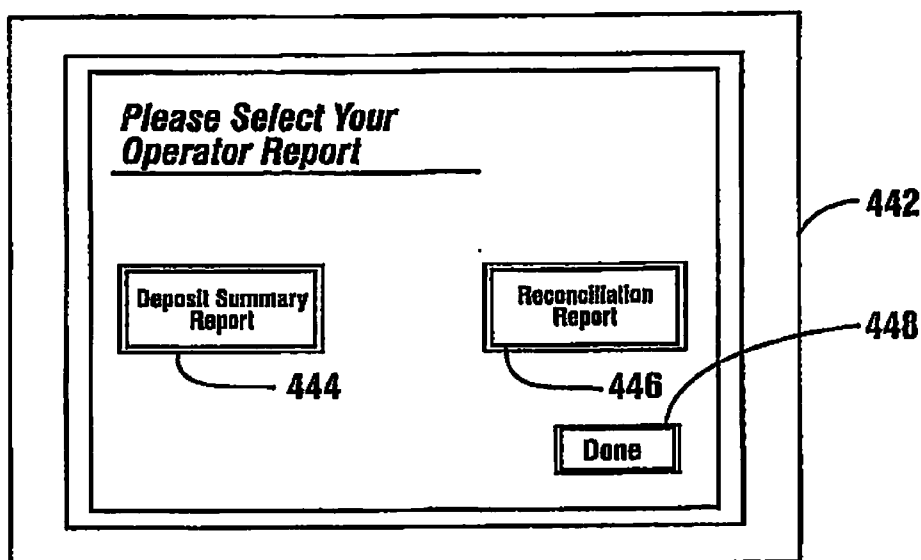 Please Select Your
Operator Report
442
Deposit Summary
Report
Reconciliation
Report
448
444
446
Done